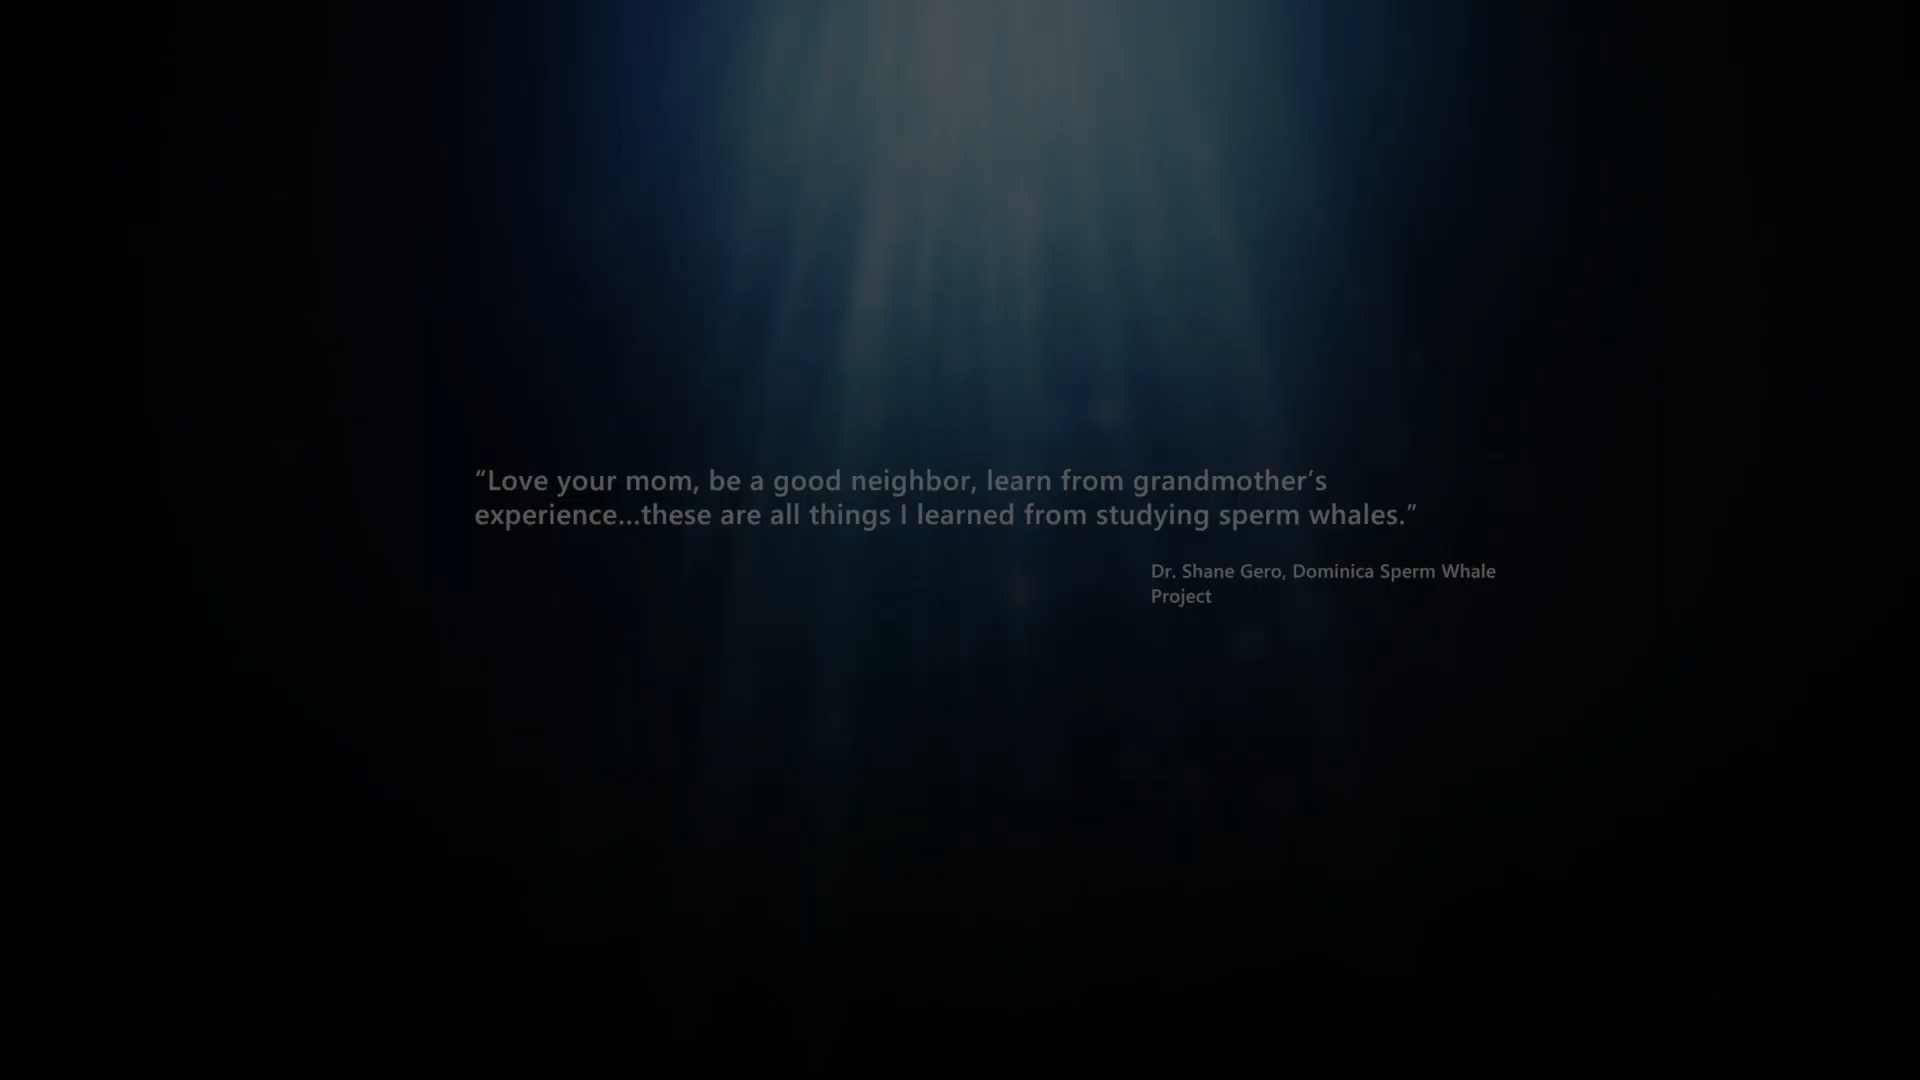 “Love your mom, be a good neighbor, learn from grandmother’s
experience...these are all things I learned from studying sperm whales.”
Dr. Shane Gero, Dominica Sperm Whale
Project